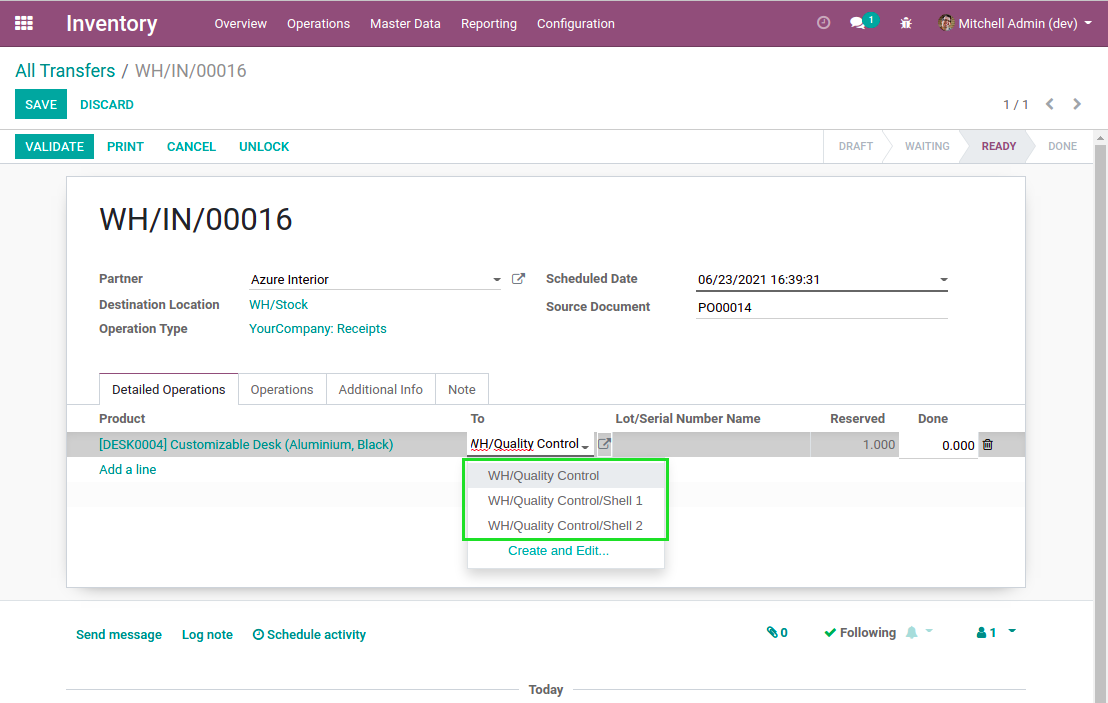 Inventory Overview Operations Master Data Reporting Configuration 1 Mitchell Admin (dev)
All Transfers / WH/IN/00016
SAVE DISCARD 1 / 1
VALIDATE PRINT CANCEL UNLOCK DRAFT WAITING READY DONE
WH/IN/00016
Partner Azure Interior Scheduled Date 06/23/2021 16:39:31
Destination Location WH/Stock Source Document PO00014
Operation Type YourCompany: Receipts
Detailed Operations Operations Additional Info Note
Product To Lot/Serial Number Name Reserved Done
[DESK0004] Customizable Desk (Aluminium, Black) WH/Quality Control 1.000 0.000
Add a line
WH/Quality Control
WH/Quality Control/Shell 1
WH/Quality Control/Shell 2
Create and Edit...
Send message Log note Schedule activity 0 Following 1
Today